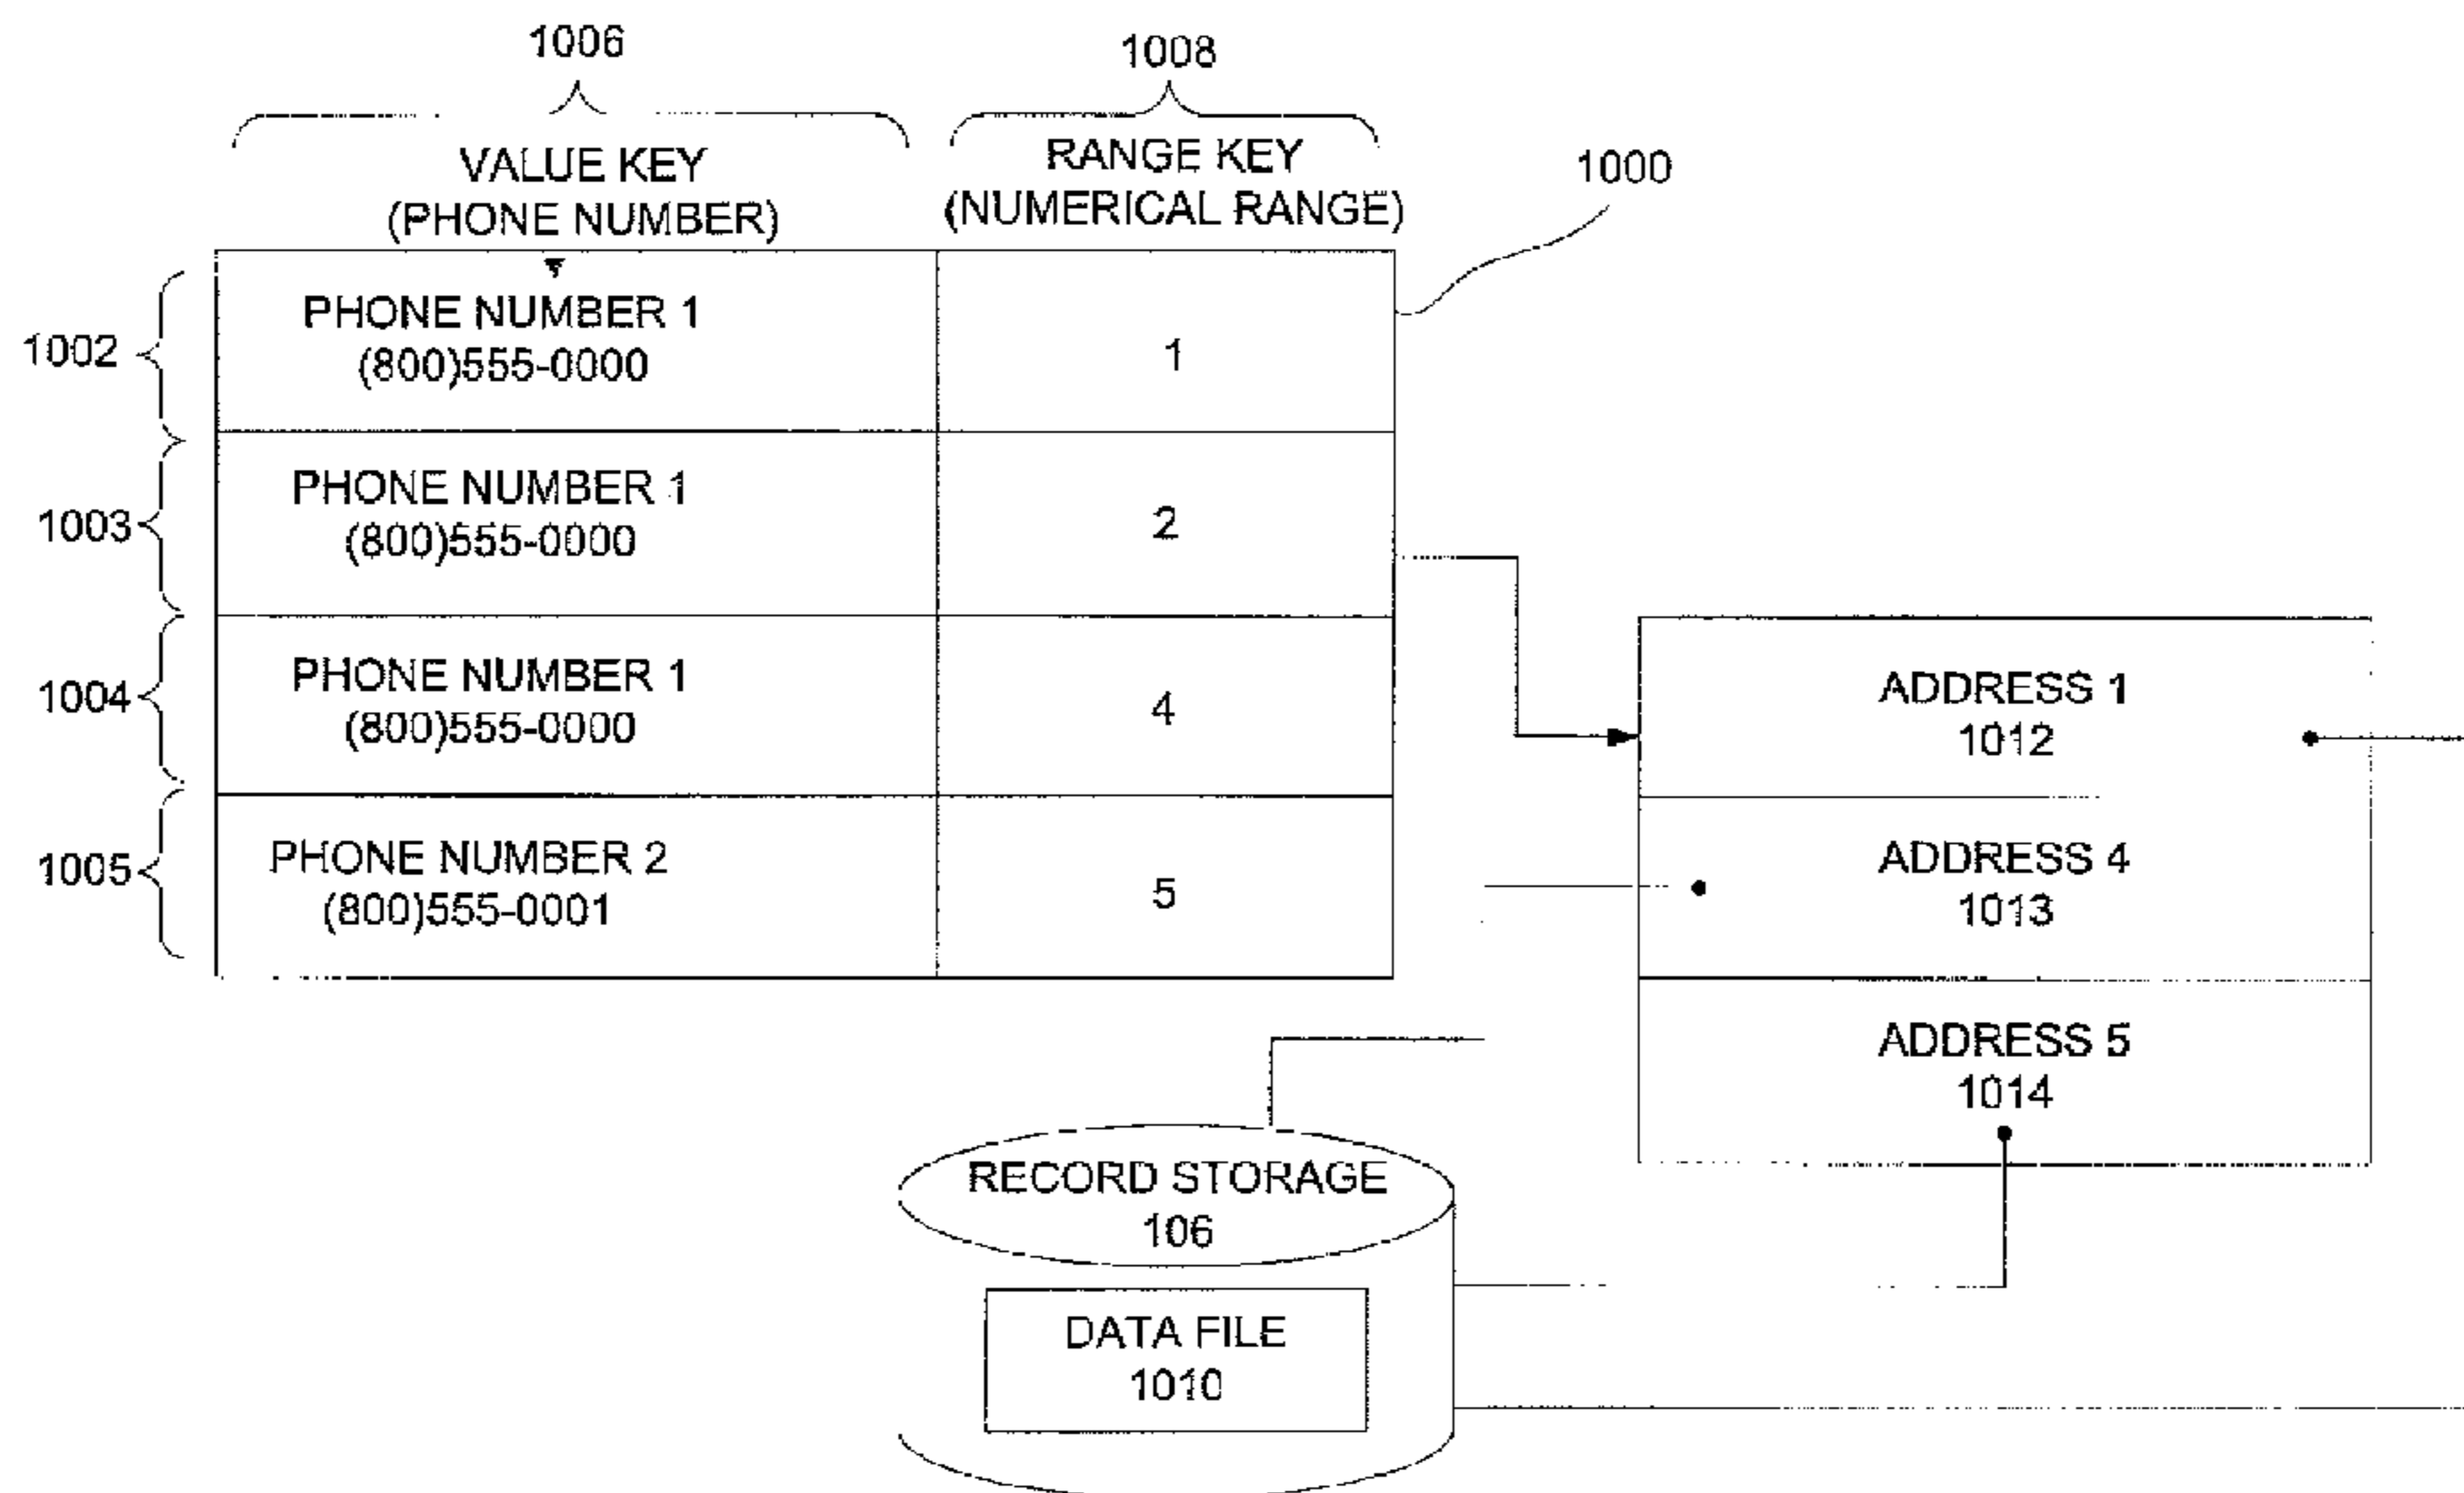 1006
1008
VALUE KEY
(PHONE NUMBER)
RANGE KEY
(NUMERICAL RANGE)
1000
1002
PHONE NUMBER 1
(800)555-0000
1
1003
PHONE NUMBER 1
(800)555-0000
2
1004
PHONE NUMBER 1
(800)555-0000
4
1005
PHONE NUMBER 2
(800)555-0001
5
ADDRESS 1
1012
ADDRESS 4
1013
ADDRESS 5
1014
RECORD STORAGE
106
DATA FILE
1010